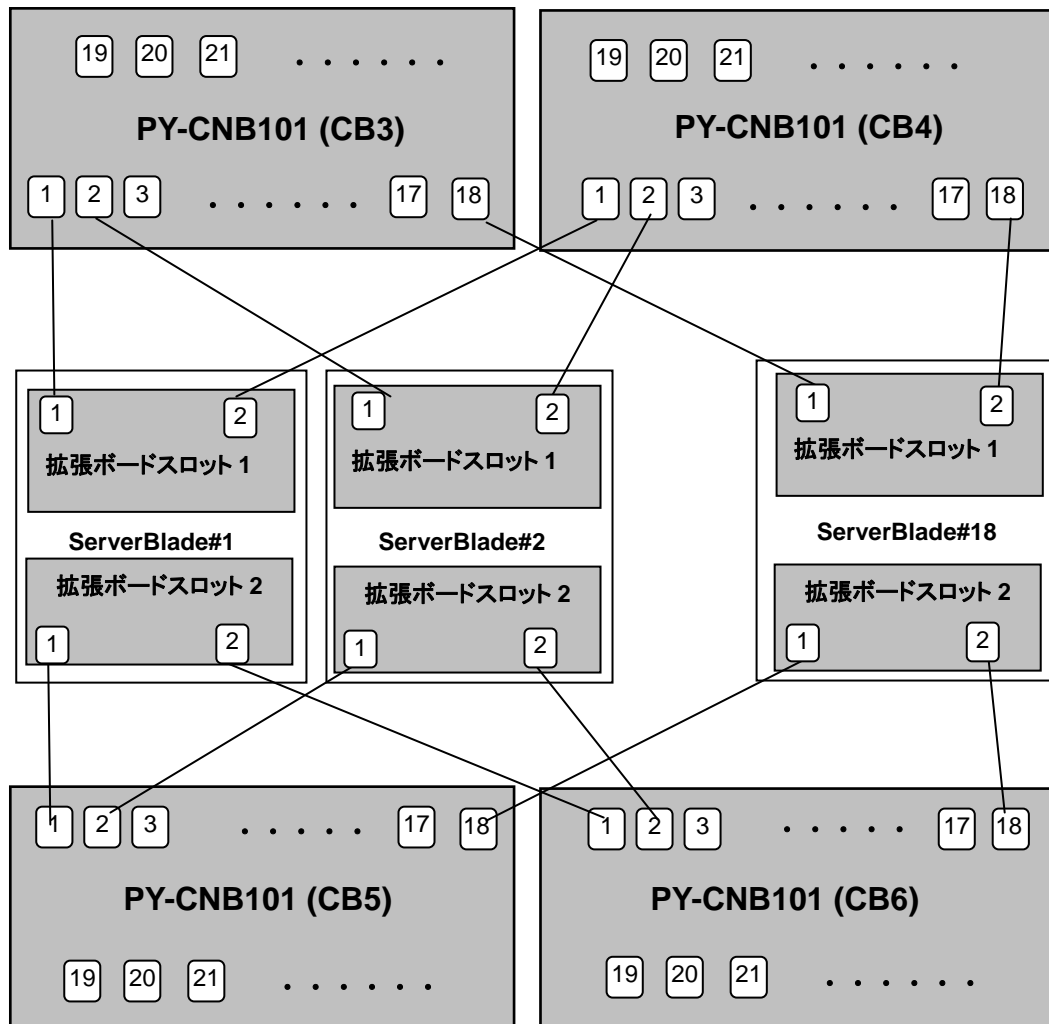 19 20 21 . . . . . .
PY-CNB101 (CB3)
1 2 3 . . . . . . 17 18
19 20 21 . . . . . .
PY-CNB101 (CB4)
1 2 3 . . . . . . 17 18
1 2
拡張ボードスロット 1
ServerBlade#1
拡張ボードスロット 2
1 2
1 2
拡張ボードスロット 1
ServerBlade#2
拡張ボードスロット 2
1 2
1 2
拡張ボードスロット 1
ServerBlade#18
拡張ボードスロット 2
1 2
1 2 3 . . . . . 17 18
PY-CNB101 (CB5)
19 20 21 . . . . . .
1 2 3 . . . . . 17 18
PY-CNB101 (CB6)
19 20 21 . . . . . .